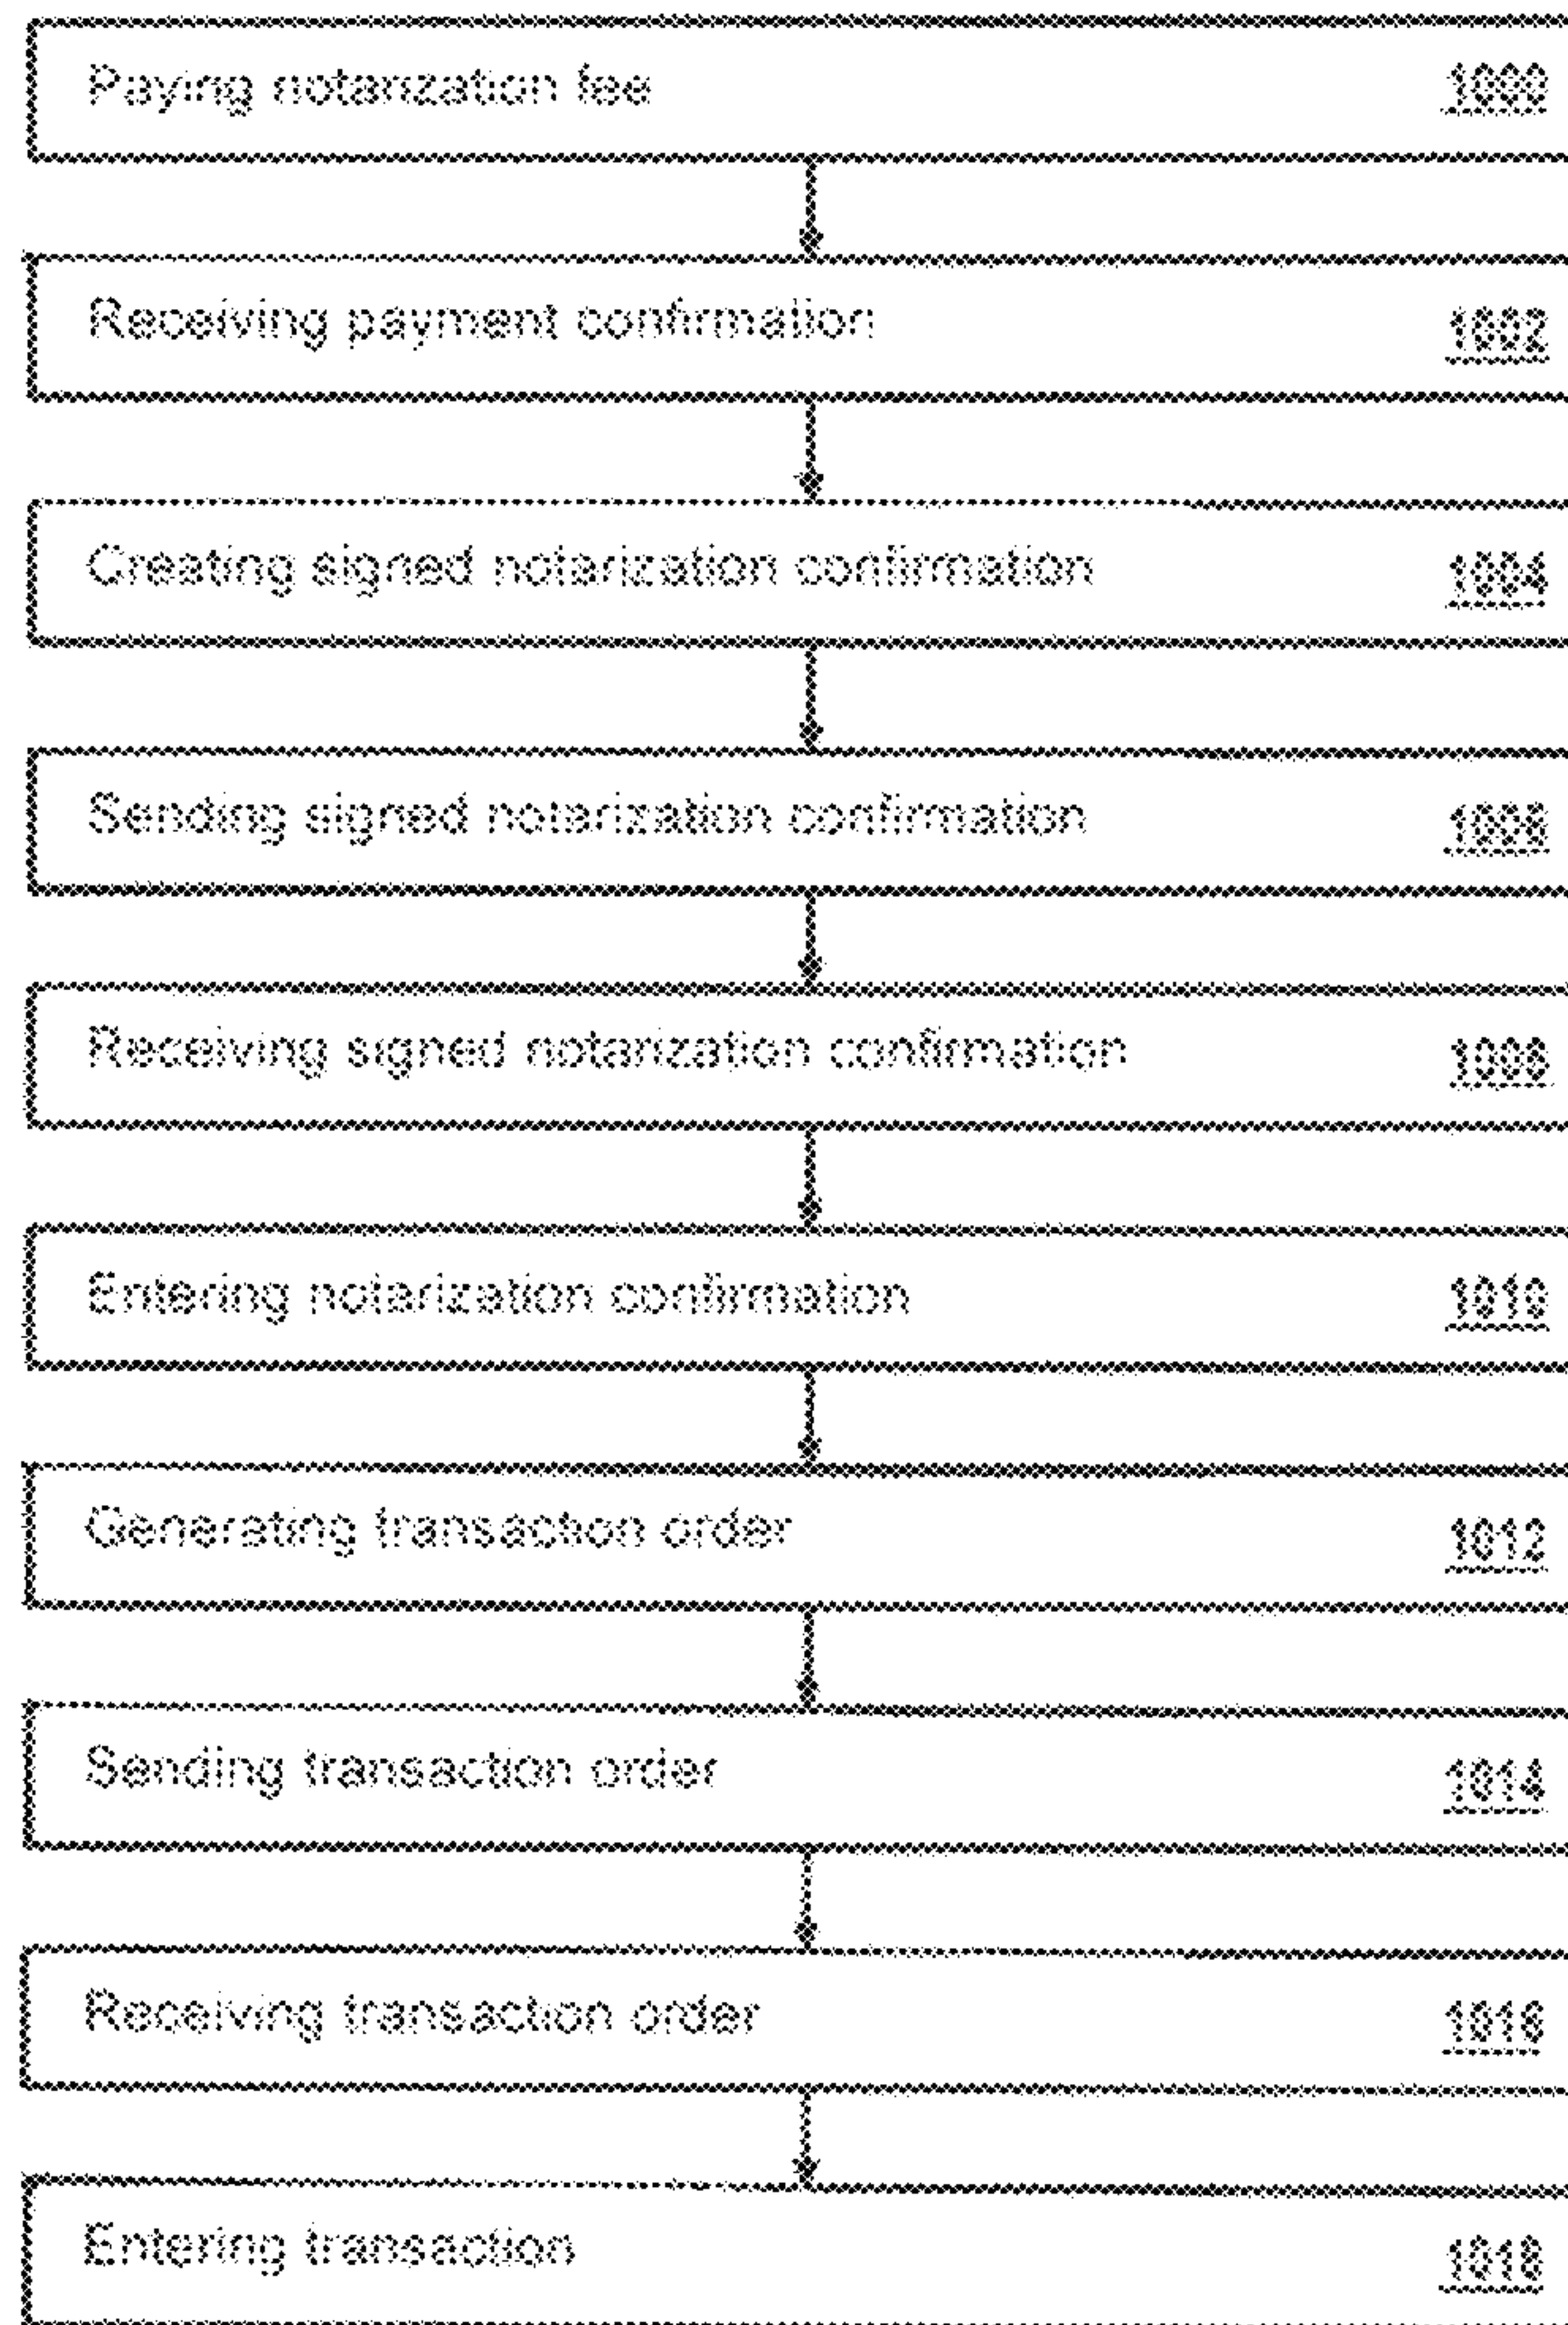 Paying notarization fee 1000
Receiving payment confirmation 1002
Creating signed notarization confirmation 1004
Sending signed notarization confirmation
Receiving signed notarization confirmation
Entering notarization confirmation 1010
Generating transaction order 1012
Sending transaction order 1014
Receiving transaction order 1016
Entering transaction 1018